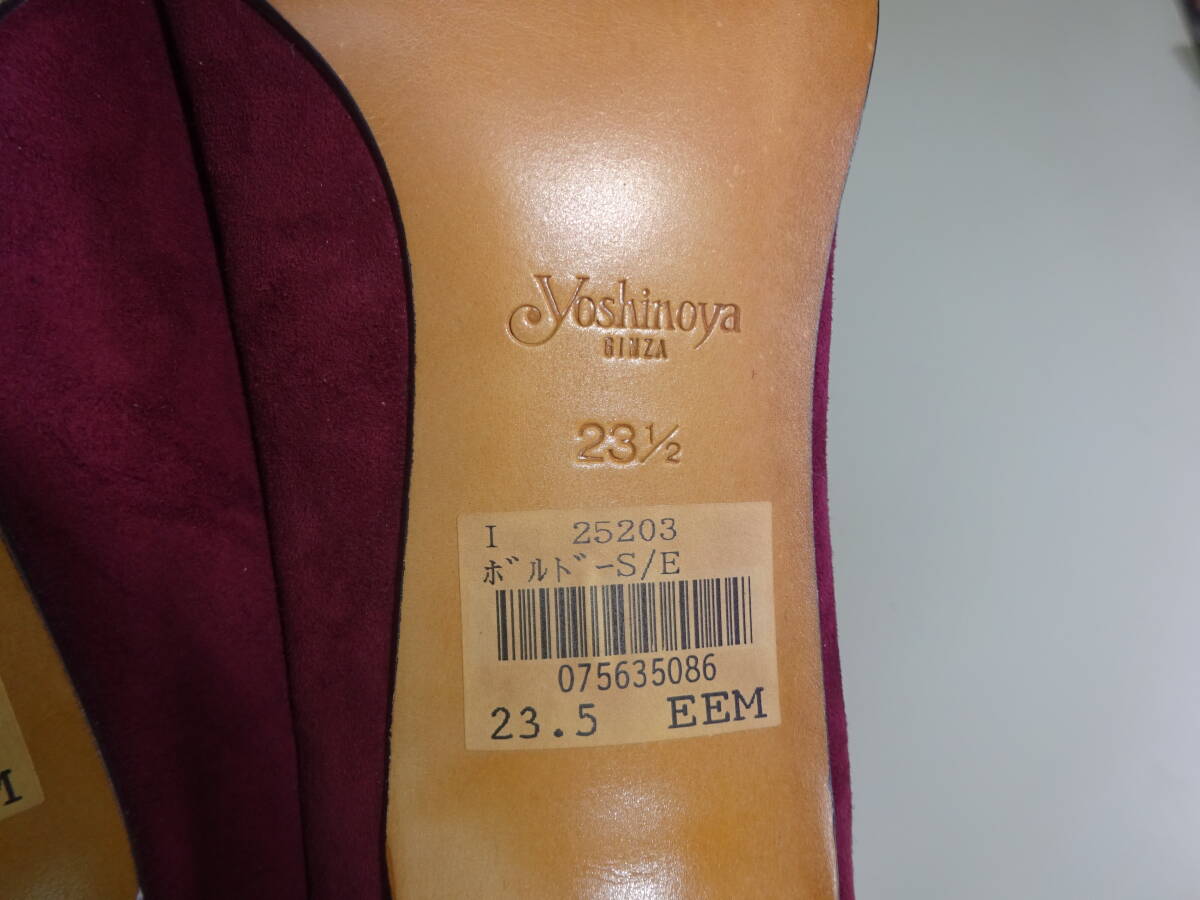 Yoshinoya
GINZA
23½
I 25203
ボルドーS/E
075635086
23.5 EEM
M